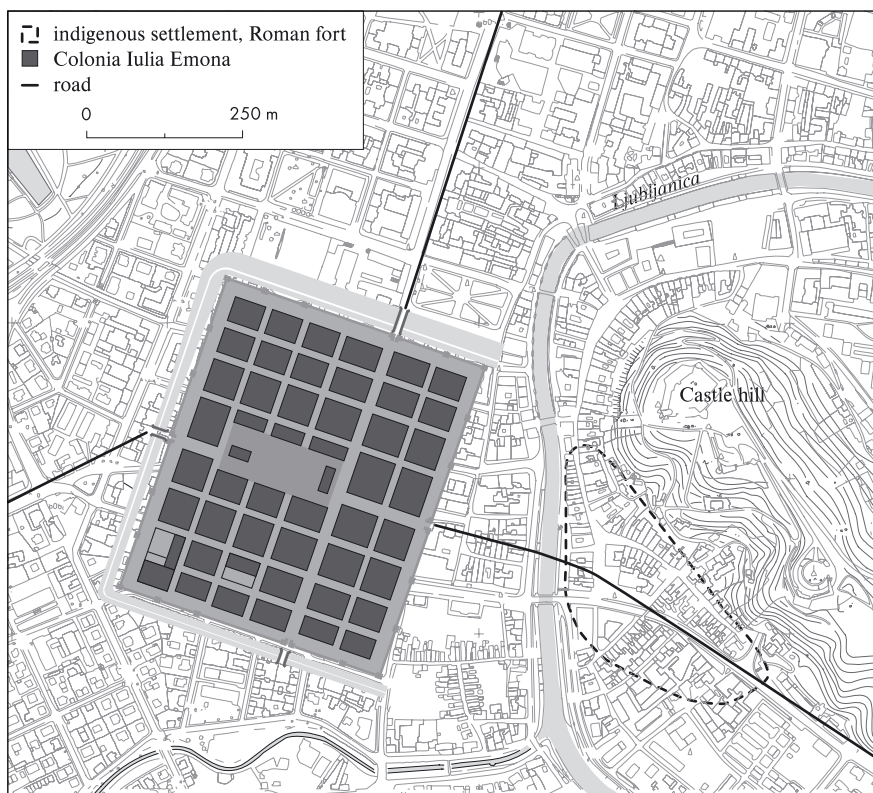 indigenous settlement, Roman fort
Colonia Iulia Emona
road
0 250 m
Ljubljanica
Castle hill